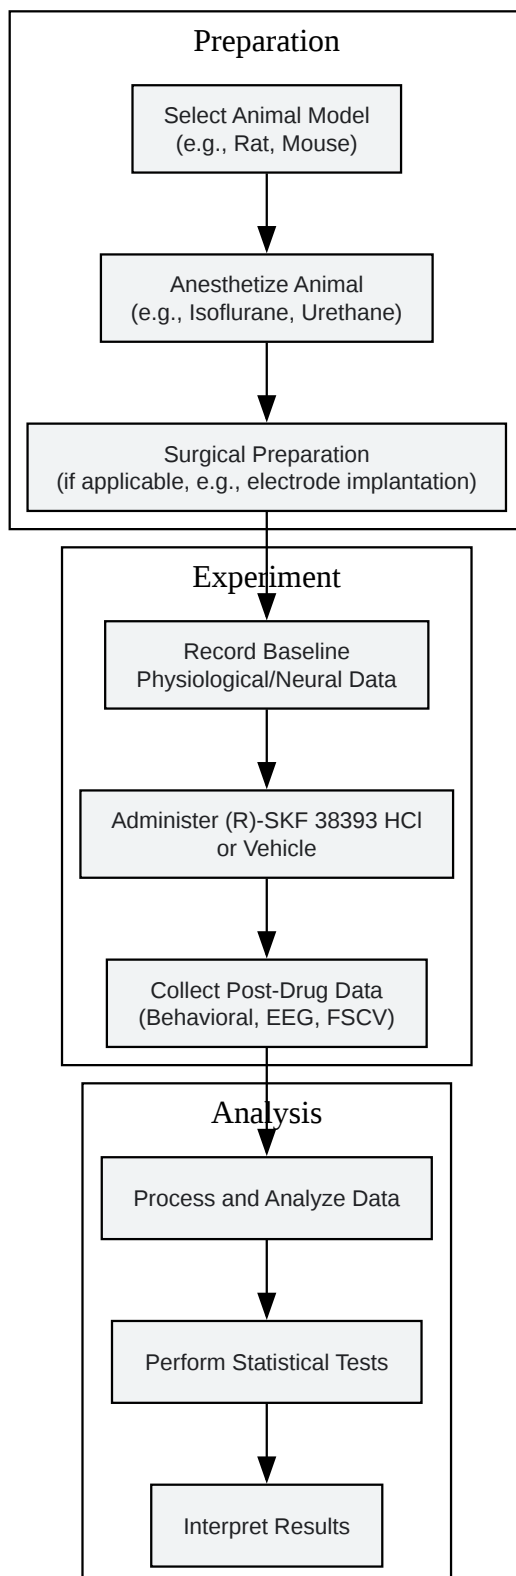 Preparation
Select Animal Model
(e.g., Rat, Mouse)
Anesthetize Animal
(e.g., Isoflurane, Urethane)
Surgical Preparation
(if applicable, e.g., electrode implantation)
Experiment
Record Baseline
Physiological/Neural Data
Administer (R)-SKF 38393 HCl
or Vehicle
Collect Post-Drug Data
(Behavioral, EEG, FSCV)
Analysis
Process and Analyze Data
Perform Statistical Tests
Interpret Results